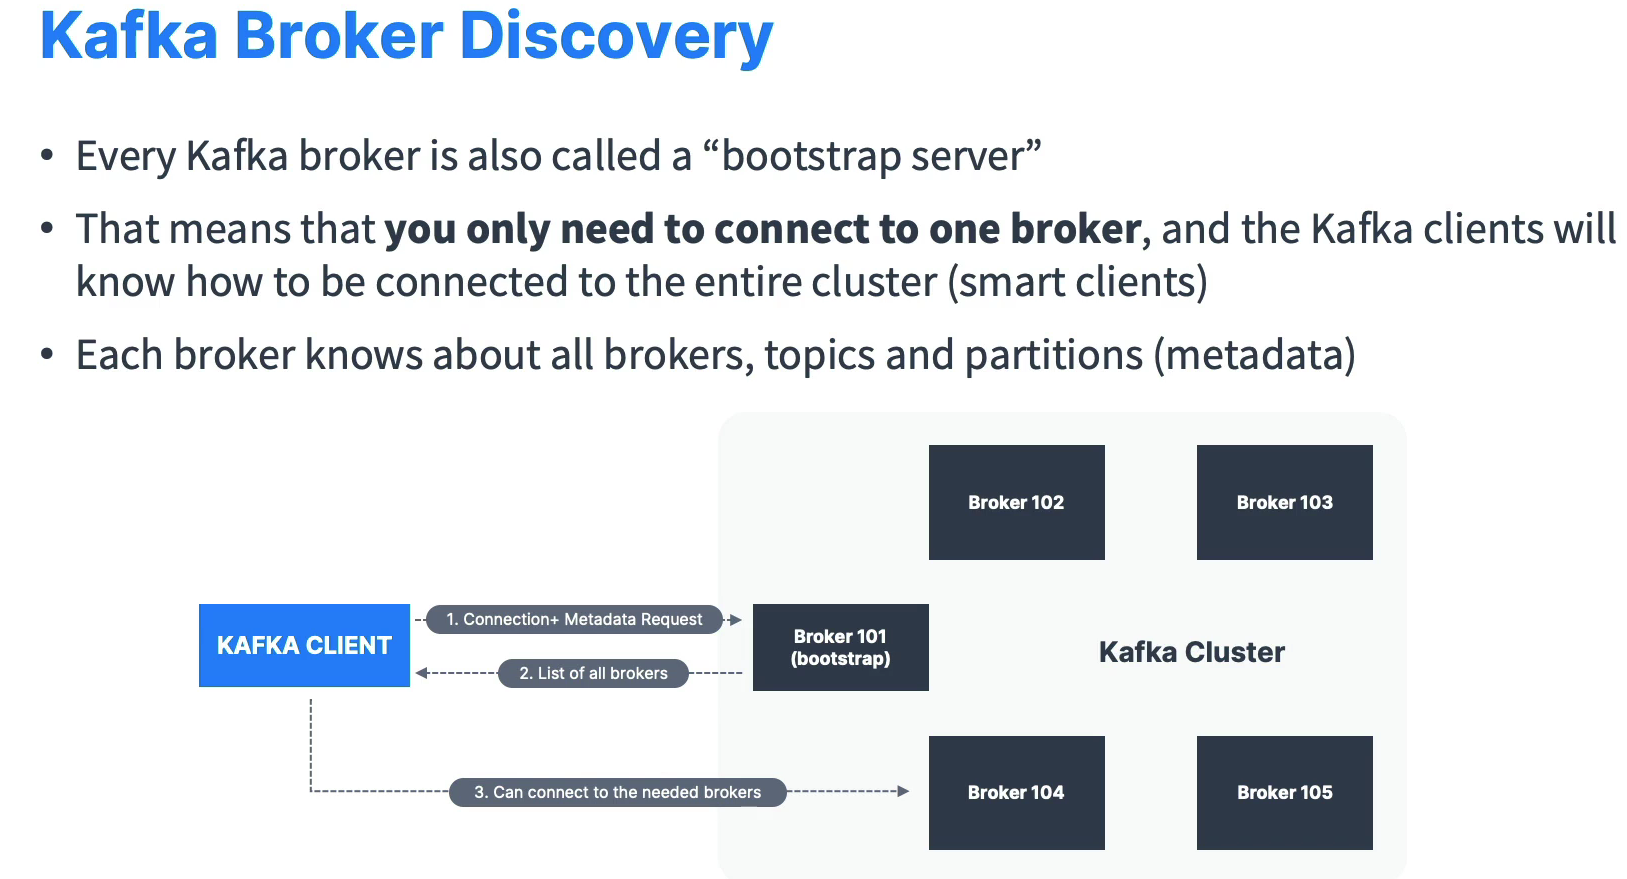 Kafka Broker Discovery
• Every Kafka broker is also called a “bootstrap server”
• That means that you only need to connect to one broker, and the Kafka clients will
know how to be connected to the entire cluster (smart clients)
• Each broker knows about all brokers, topics and partitions (metadata)
Broker 102
Broker 103
KAFKA CLIENT
1. Connection+ Metadata Request
2. List of all brokers
Broker 101
(bootstrap)
Kafka Cluster
3. Can connect to the needed brokers
Broker 104
Broker 105